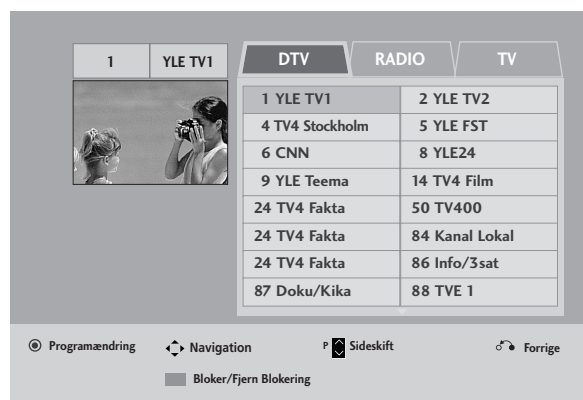 1 YLE TV1
DTV RADIO TV
1 YLE TV1 2 YLE TV2
4 TV4 Stockholm 5 YLE FST
6 CNN 8 YLE24
9 YLE Teema 14 TV4 Film
24 TV4 Fakta 50 TV400
24 TV4 Fakta 84 Kanal Lokal
24 TV4 Fakta 86 Info/3sat
87 Doku/Kika 88 TVE 1
Programændring Navigation P Sideskift Forrige
Bloker/Fjern Blokering